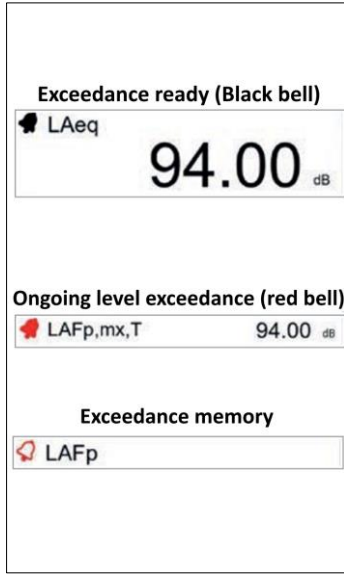 Exceedance ready (Black bell)
LAeq
94.00 dB
Ongoing level exceedance (red bell)
LAFp,mx,T 94.00 dB
Exceedance memory
LAFp